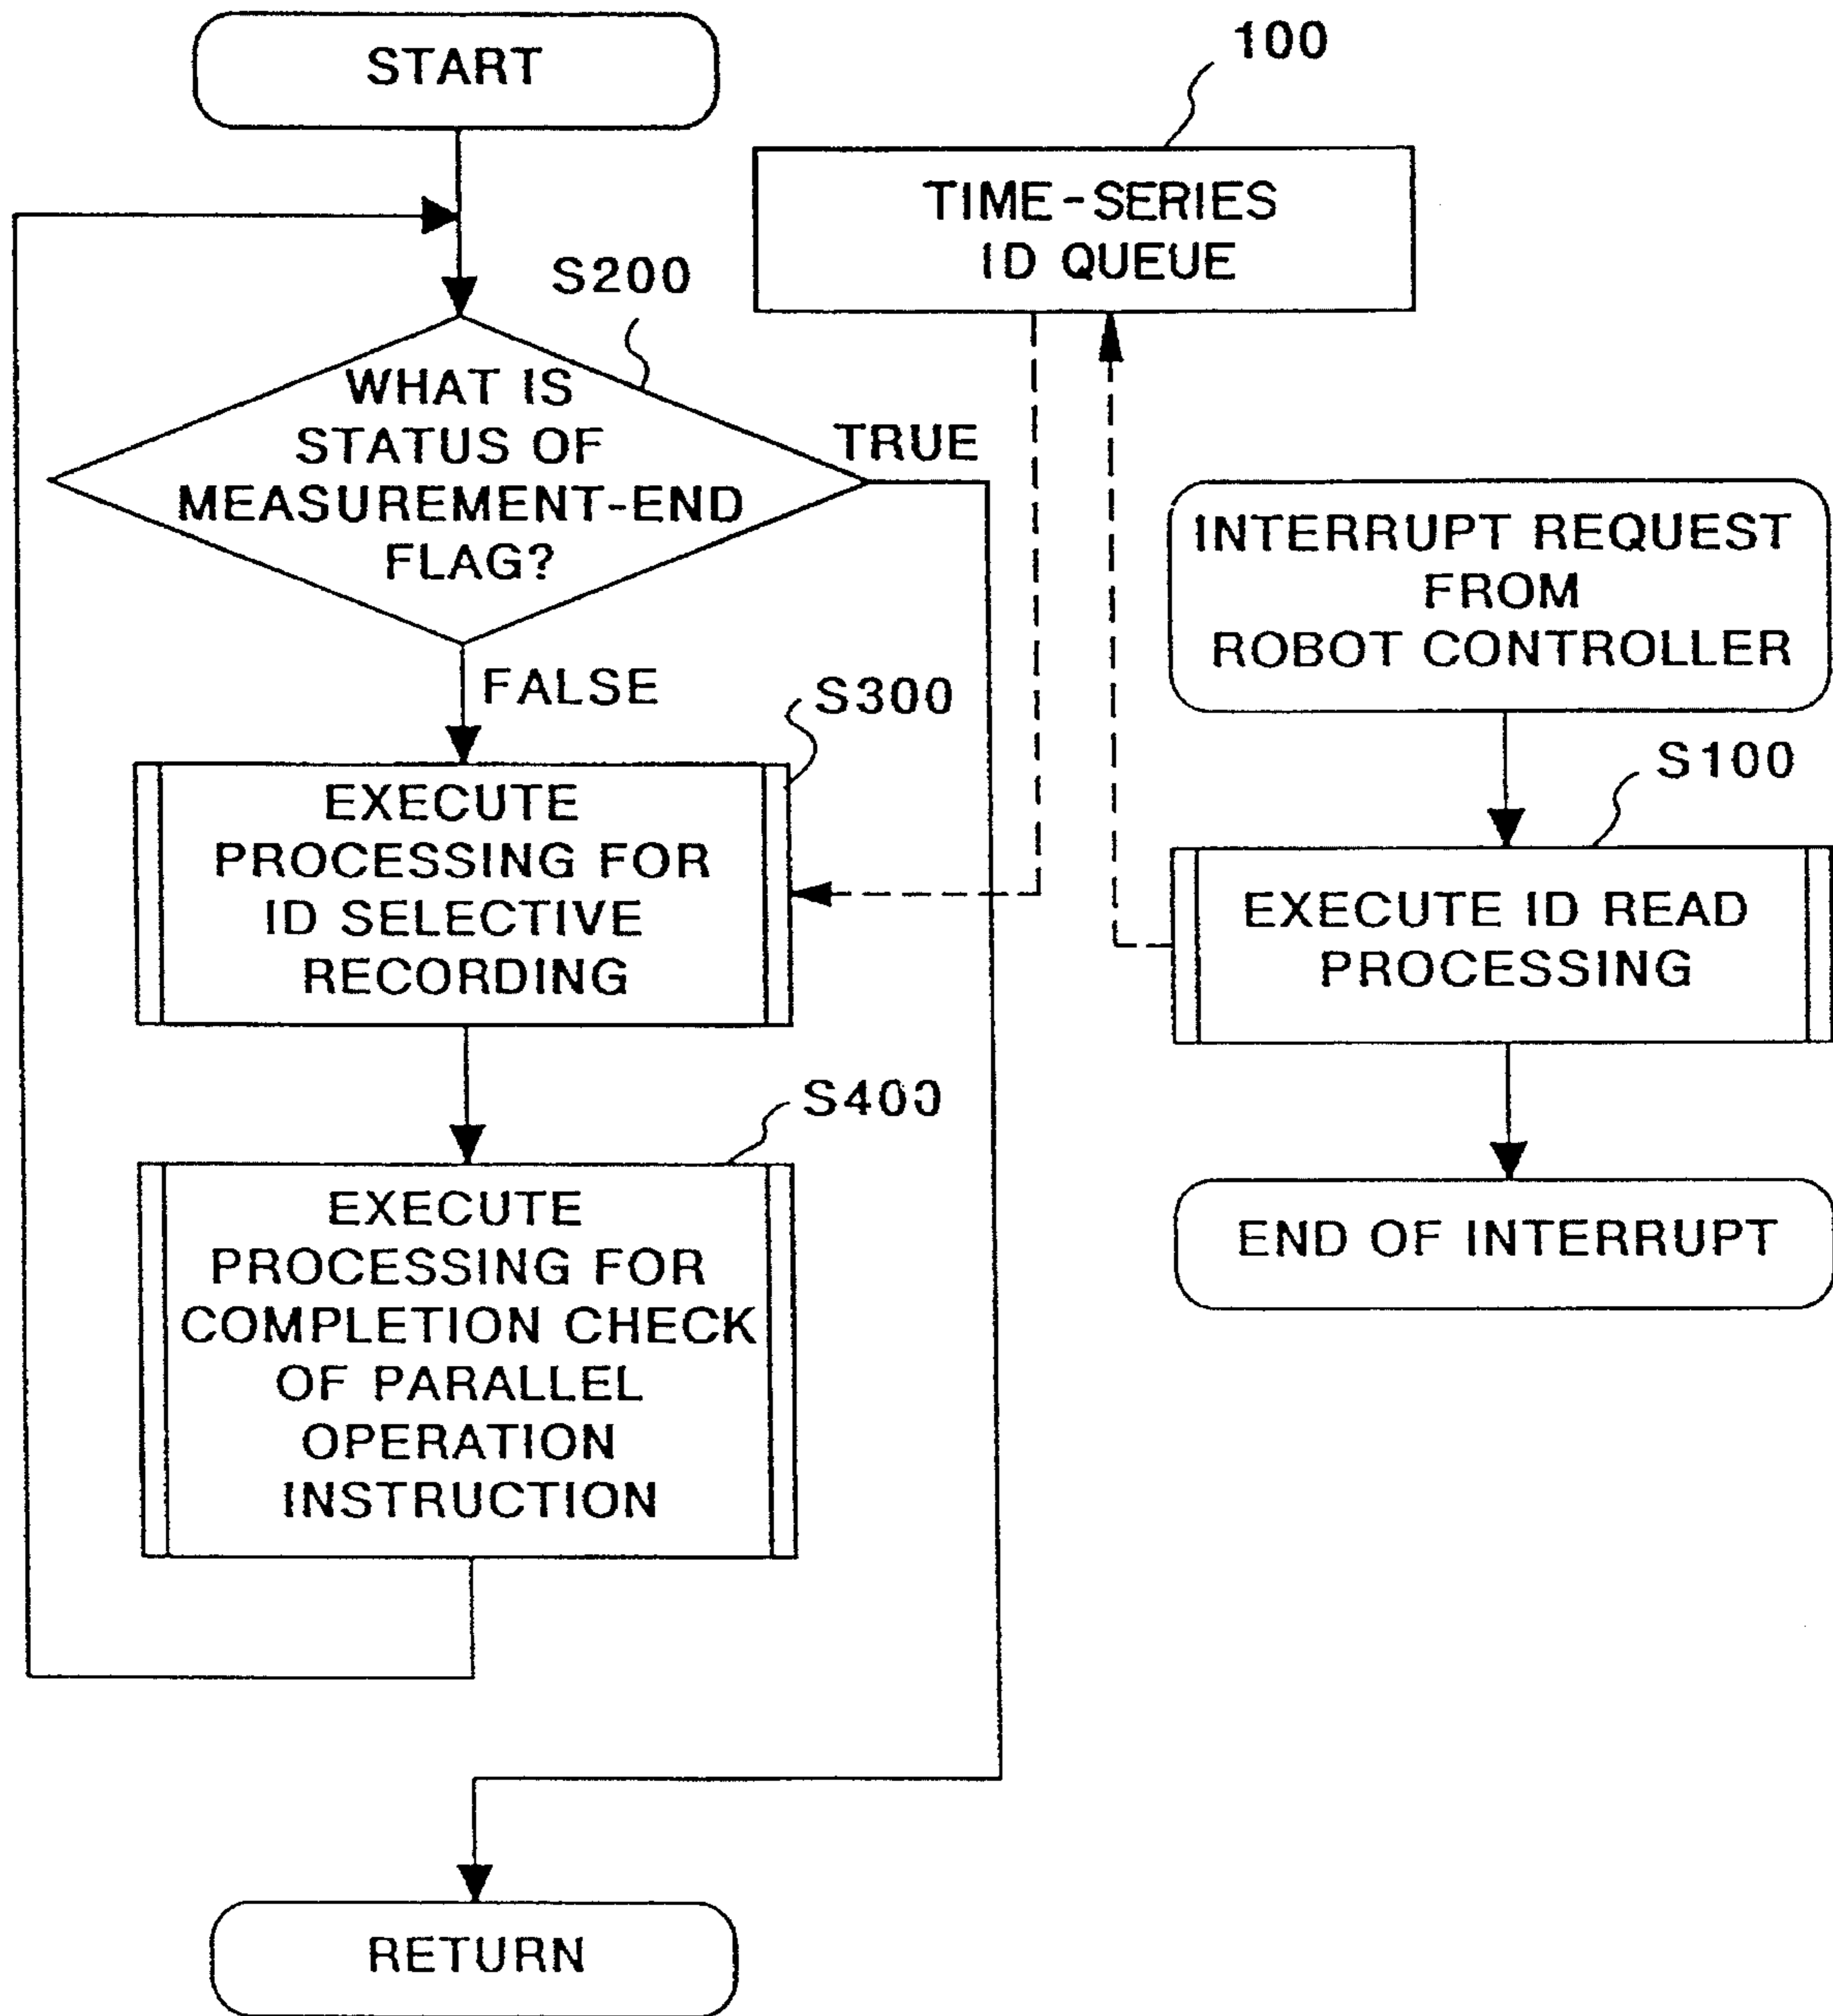 START
100
TIME-SERIES
ID QUEUE
S200
WHAT IS
STATUS OF
MEASUREMENT-END
FLAG?
TRUE
FALSE
INTERRUPT REQUEST
FROM
ROBOT CONTROLLER
S300
EXECUTE
PROCESSING FOR
ID SELECTIVE
RECORDING
S100
EXECUTE ID READ
PROCESSING
S400
EXECUTE
PROCESSING FOR
COMPLETION CHECK
OF PARALLEL
OPERATION
INSTRUCTION
END OF INTERRUPT
RETURN